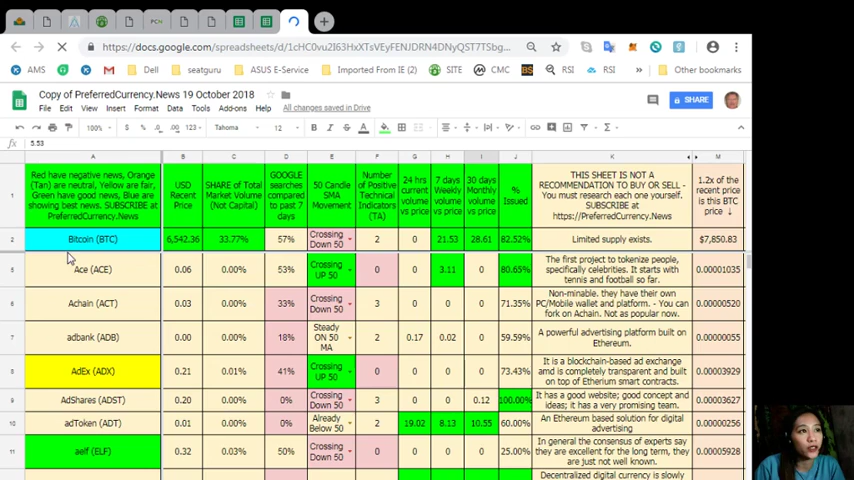 PCH
https://docs.google.com/spreadsheets/d/1cHC0vu2I63HxXTsVEyFENJDRN4DNyQST7TSbg...
AMS
Dell
seatguru
ASUS E-Service
Imported From IE (2)
SITE
CMC
RSI
RSI
»
Other bookmarks
Copy of PreferredCurrency.News 19 October 2018
File Edit View Insert Format Data Tools Add-ons Help All changes saved in Drive
SHARE
100% $ % .0 .00 123 Tahoma 12 B I S A
fx 5.53
A B C D E F G H I J K M
1
Red have negative news, Orange
(Tan) are neutral, Yellow are fair,
Green have good news, Blue are
showing best news. SUBSCRIBE at
PreferredCurrency.News
USD
Recent
Price
SHARE of Total
Market Volume
(Not Capital)
GOOGLE
searches
compared
to past 7
days
50 Candle
SMA
Movement
Number
of Positive
Technical
Indicators
(TA)
24 hrs
current
volume
vs price
7 days
Weekly
volume
vs price
30 days
Monthly
volume
vs price
%
Issued
THIS SHEET IS NOT A
RECOMMENDATION TO BUY OR SELL -
You must research each one yourself.
SUBSCRIBE at
https://PreferredCurrency.News
1.2x of the
recent price
is this BTC
price ↓
2 Bitcoin (BTC) 6,542.36 33.77% 57% Crossing Down 50 2 0 21.53 28.61 82.52% Limited supply exists. $7,850.83
5 Ace (ACE) 0.06 0.00% 53% Crossing UP 50 0 0 3.11 0 80.65% The first project to tokenize people,
specifically celebrities. It starts with
tennis and football so far.
0.00001035
6 Achain (ACT) 0.03 0.00% 33% Crossing Down 50 3 0 0 0 71.35% Non-minable. they have their own
PC/Mobile wallet and platform. - You can
fork on Achain. Not as popular now.
0.00000520
7 adbank (ADB) 0.00 0.00% 18% Steady ON 50 MA 2 0.17 0.02 0 59.59% A powerful advertising platform built on
Ethereum.
0.00000055
8 AdEx (ADX) 0.21 0.01% 41% Crossing UP 50 0 0 0 0 73.43% It is a blockchain-based ad exchange
amd is completely transparent and built
on top of Etherium smart contracts.
0.00003929
9 AdShares (ADST) 0.20 0.00% 0% Crossing Down 50 3 0 0 0.12 100.00% It has a good website; good concept and
ideas; it has a very promising team.
0.00003627
10 adToken (ADT) 0.01 0.00% 0% Already Below 50 2 19.02 8.13 10.55 60.00% An Ethereum based solution for digital
advertising
0.00000256
11 aelf (ELF) 0.32 0.03% 50% Crossing Down 50 3 0 0 0 25.00% In general the consensus of experts say
they are excellent for the long term, they
are just not well known.
0.00005928
Decentralized digital currency is slowly